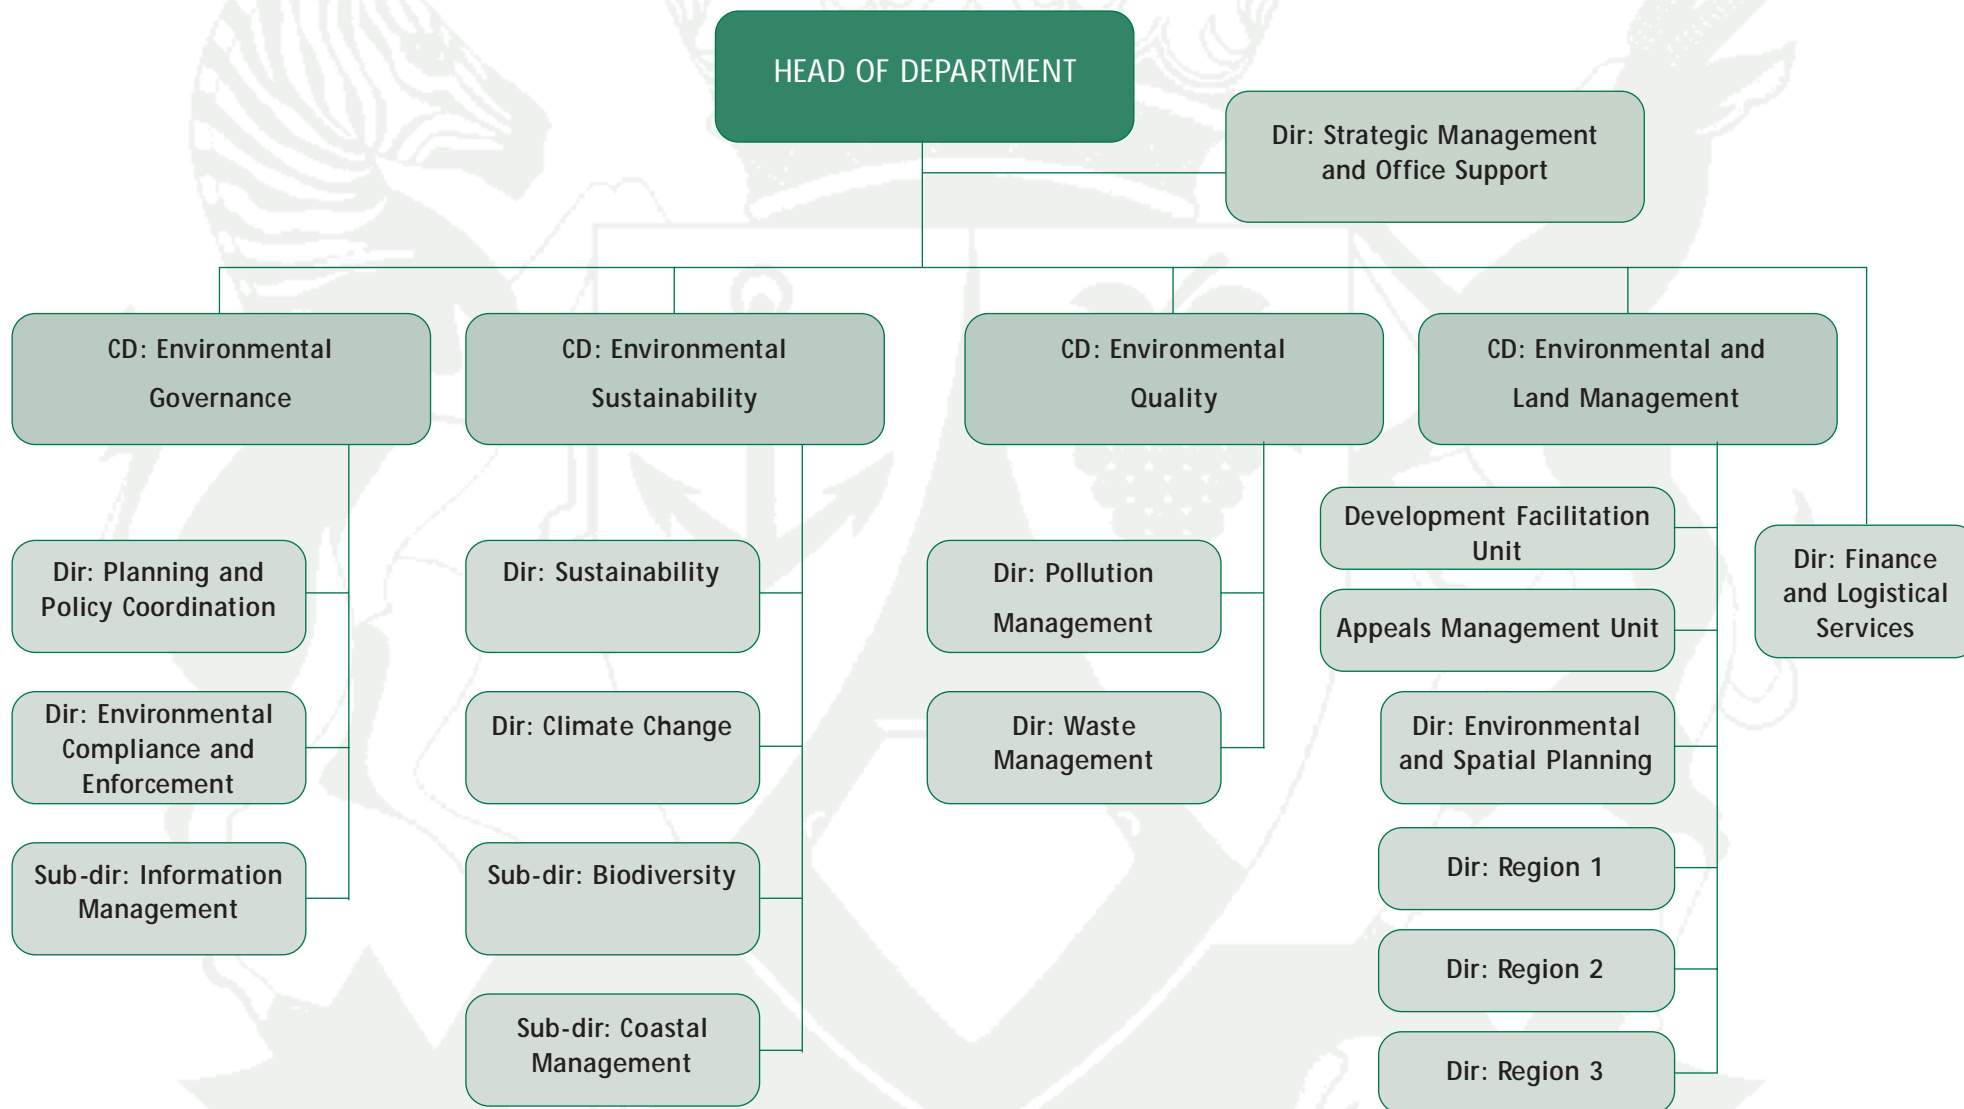 HEAD OF DEPARTMENT
Dir: Strategic Management
and Office Support
CD: Environmental
Governance
CD: Environmental
Sustainability
CD: Environmental
Quality
CD: Environmental and
Land Management
Dir: Planning and
Policy Coordination
Dir: Environmental
Compliance and
Enforcement
Sub-dir: Information
Management
Dir: Sustainability
Dir: Climate Change
Sub-dir: Biodiversity
Sub-dir: Coastal
Management
Dir: Pollution
Management
Dir: Waste
Management
Development Facilitation
Unit
Appeals Management Unit
Dir: Environmental
and Spatial Planning
Dir: Region 1
Dir: Region 2
Dir: Region 3
Dir: Finance
and Logistical
Services